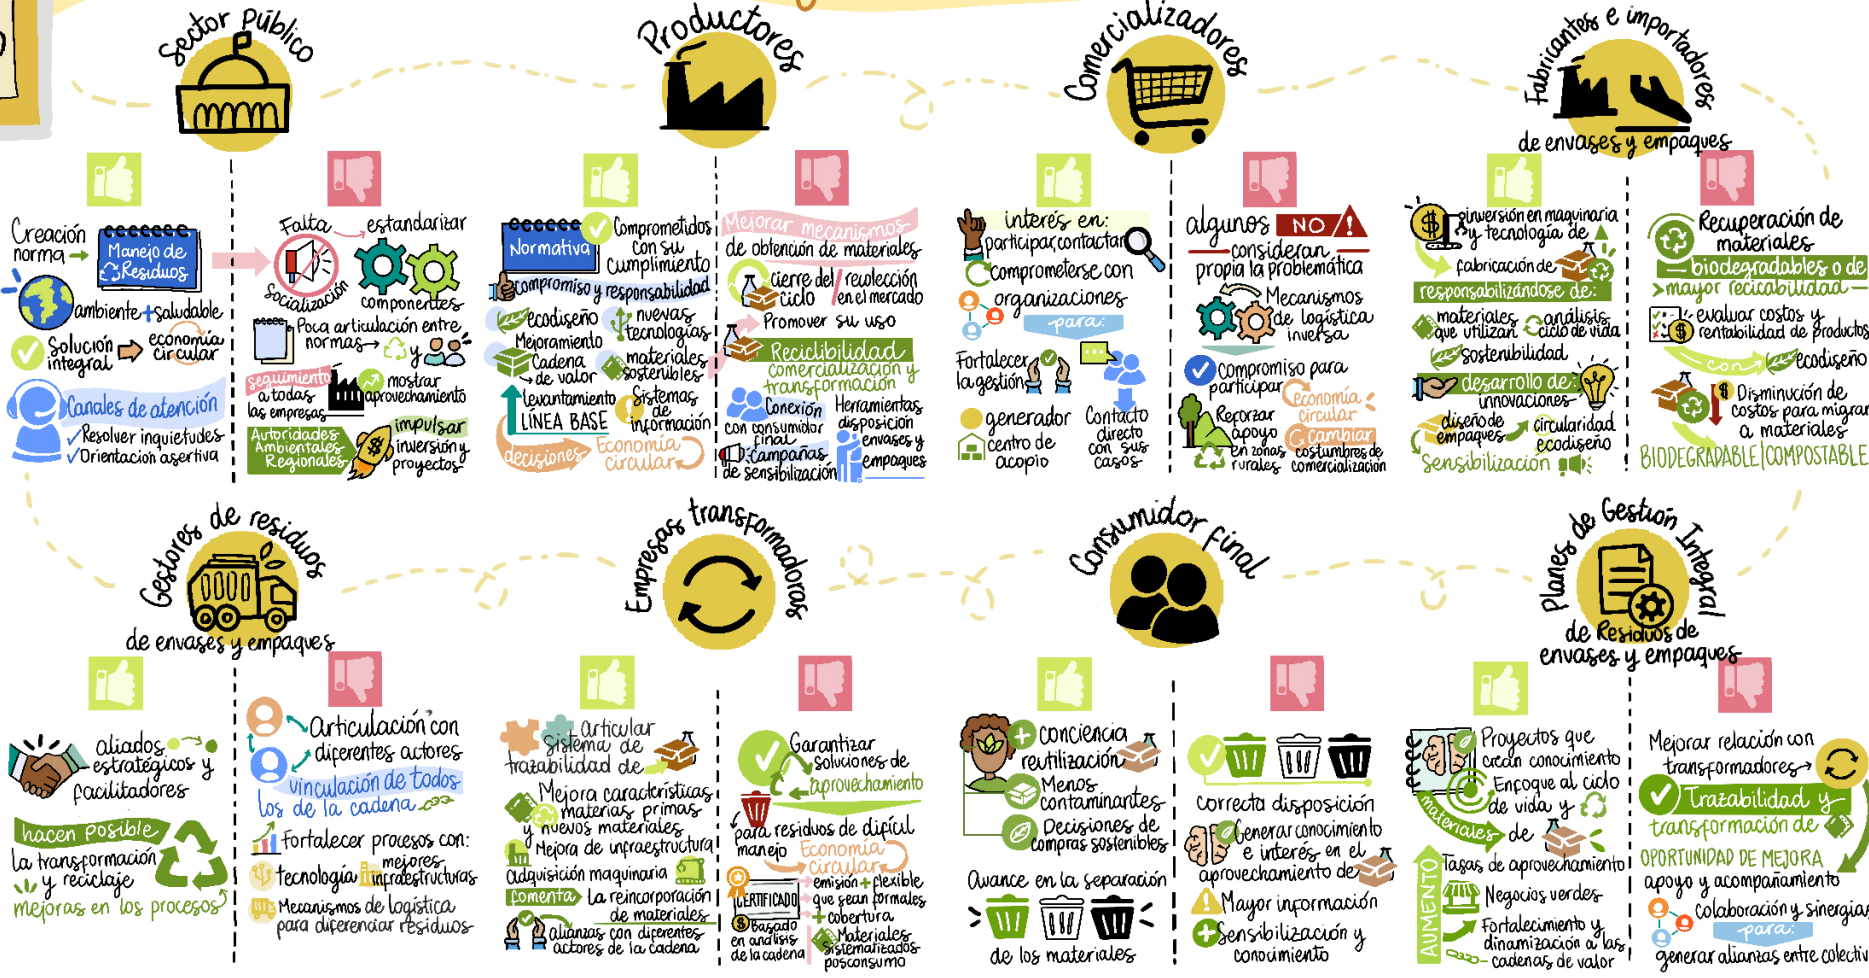 Sector Público
Creación
norma
Manejo de
Residuos
ambiente + saludable
Solución
integral
economía
circular
Canales de atención
Resolver inquietudes
Orientación asertiva
Falta
Socialización
estandarizar
componentes
Poca articulación entre
normas y
seguimiento
a todas
las empresas
mostrar
aprovechamiento
Autoridades
Ambientales
Regionales
impulsar
inversión y
proyectos
Productores
Normativa
Comprometidos
con su
cumplimiento
compromiso y responsabilidad
ecodiseño
nuevas
tecnologías
Mejoramiento
Cadena
de valor
materiales
sostenibles
levantamiento
LÍNEA BASE
Sistemas
de
información
decisiones
Economía
circular
Mejorar mecanismos
de obtención de materiales
cierre del
ciclo
recolección
en el mercado
Promover su uso
Reciclibilidad
comercialización y
transformación
Conexión
con consumidor
final
Campañas
de sensibilización
Herramientas
disposición
envases y
empaques
Comercializadores
interés en:
participar, contactar
comprometerse con
organizaciones
para:
Fortalecer
la gestión
generador
centro de
acopio
Contacto
directo
con sus
casos
algunos NO
consideran
propia la problemática
Mecanismos
de logística
inversa
Compromiso para
participar
Reforzar
apoyo
en zonas
rurales
economía
circular
cambiar
costumbres de
comercialización
Fabricantes e importadores
de envases y empaques
inversión en maquinaria
y tecnología de
fabricación de
responsabilizándose de:
materiales
que utilizan
análisis
ciclo de vida
sostenibilidad
desarrollo de
innovaciones
diseño de
empaques
circularidad
ecodiseño
Sensibilización
Recuperación de
materiales
biodegradables o de
mayor recicabilidad
evaluar costos y
rentabilidad de productos
con ecodiseño
Disminución de
costos para migrar
a materiales
BIODEGRADABLE|COMPOSTABLE
Gestores de residuos
de envases y empaques
aliados
estratégicos y
facilitadores
hacen posible
la transformación
y reciclaje
mejoras en los procesos
Articulación con
diferentes actores
vinculación de todos
los de la cadena
Fortalecer procesos con:
tecnología
mejores
infraestructuras
Mecanismos de logística
para diferenciar residuos
Empresas transformadoras
articular
sistema de
trazabilidad de
Mejora características
materias primas
y nuevos materiales
Mejora de infraestructura
Adquisición maquinaria
fomenta la reincorporación
de materiales
alianzas con diferentes
actores de la cadena
Garantizar
soluciones de
aprovechamiento
para residuos de difícil
manejo
Economía
circular
CERTIFICADO
Basado
en análisis
de la cadena
emisión + flexible
que sean formales
+ cobertura
Materiales
sistematizados
posconsumo
Consumidor final
+ conciencia
reutilización
Menos
contaminantes
Decisiones de
compras sostenibles
Avance en la separación
de los materiales
correcta disposición
Generar conocimiento
e interés en el
aprovechamiento de
Mayor información
+ Sensibilización y
conocimiento
Planes de Gestión Integral
de Residuos de
envases y empaques
Proyectos que
crean conocimiento
Enfoque al ciclo
de vida y
materiales
de
AUMENTO
Tasas de aprovechamiento
Negocios verdes
Fortalecimiento y
dinamización a las
cadenas de valor
Mejorar relación con
transformadores
Trazabilidad y
transformación de
OPORTUNIDAD DE MEJORA
apoyo y acompañamiento
colaboración y sinergias
para:
generar alianzas entre colectiv